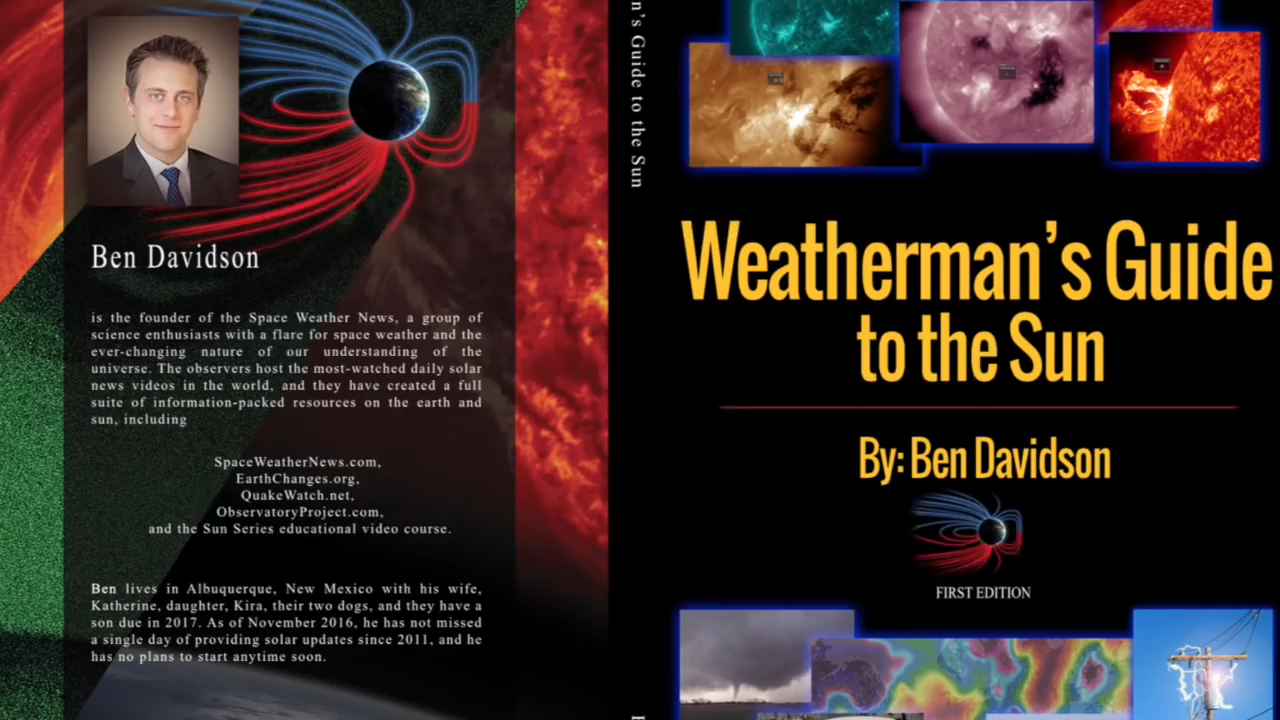 Ben Davidson
is the founder of the Space Weather News, a group of
science enthusiasts with a flare for space weather and the
ever-changing nature of our understanding of the
universe. The observers host the most-watched daily solar
news videos in the world, and they have created a full
suite of information-packed resources on the earth and
sun, including
SpaceWeatherNews.com,
EarthChanges.org,
QuakeWatch.net,
ObservatoryProject.com,
and the Sun Series educational video course.
Ben lives in Albuquerque, New Mexico with his wife,
Katherine, daughter, Kira, their two dogs, and they have a
son due in 2017. As of November 2016, he has not missed
a single day of providing solar updates since 2011, and he
has no plans to start anytime soon.
n's Guide to the Sun
Weatherman's Guide
to the Sun
By: Ben Davidson
FIRST EDITION